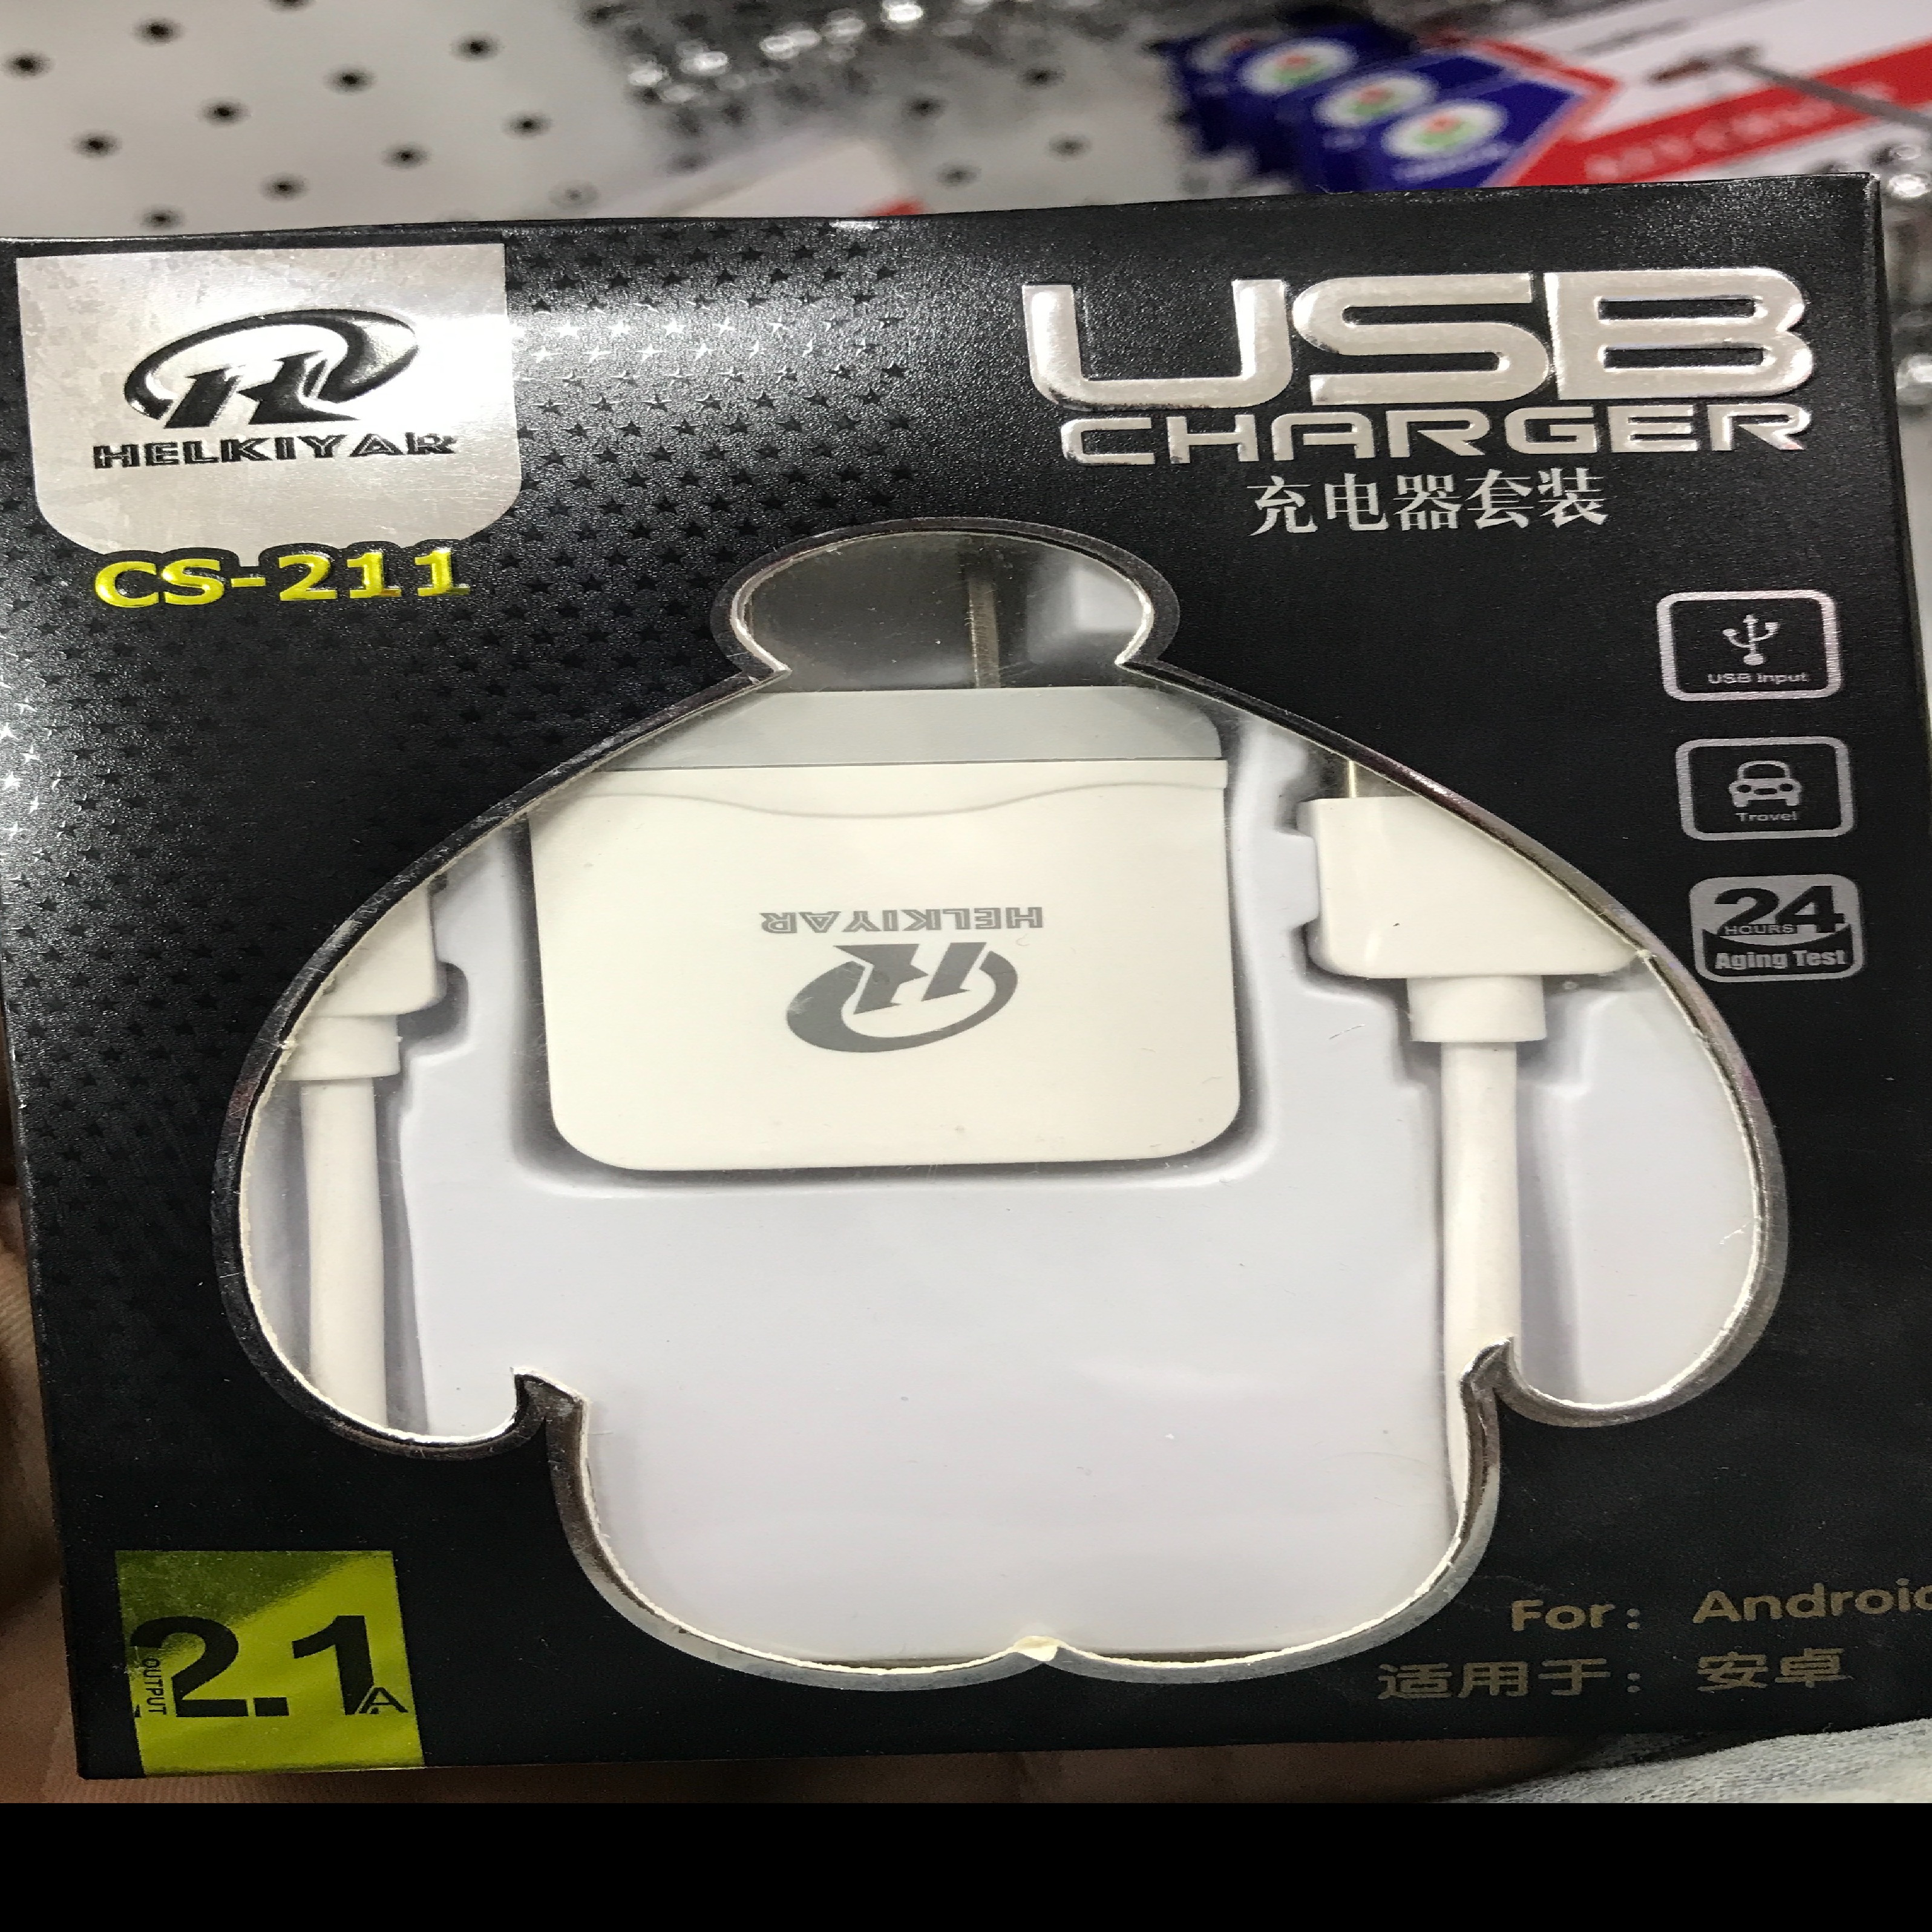 HELKIYAR
CS-211
USB
CHARGER
充电器套装
USB Input
Travel
24
HOURS
Aging Test
HELKIYAR
OUTPUT
2.1A
For: Android
适用于: 安卓